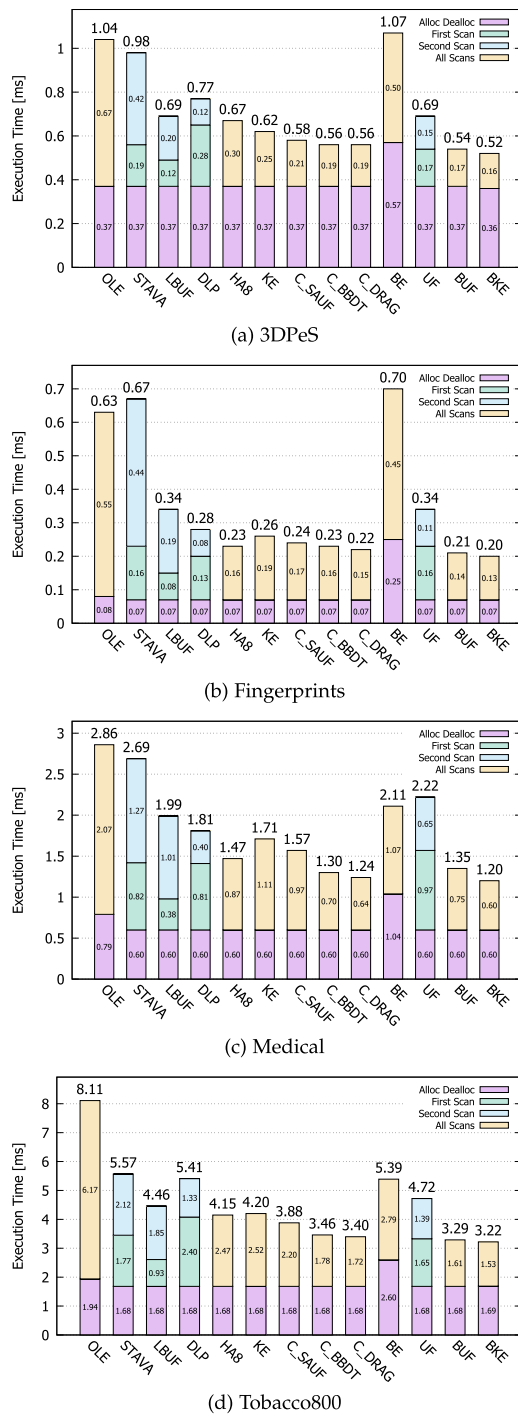 1.04 0.98 0.69 0.77 0.67 0.62 0.58 0.56 0.56 1.07 0.69 0.54 0.52
Alloc Dealloc
First Scan
Second Scan
All Scans
Execution Time [ms]
1
0.8
0.6
0.4
0.2
0
0.67 0.42 0.20 0.12 0.30 0.25 0.21 0.19 0.19 0.50 0.15 0.17 0.16
0.19 0.12 0.28 0.17
0.37 0.37 0.37 0.37 0.37 0.37 0.37 0.37 0.37 0.57 0.37 0.37 0.36
OLE STAVA LBUF DLP HA8 KE C_SAUF C_BBDT C_DRAG BE UF BUF BKE
(a) 3DPeS
0.63 0.67 0.34 0.28 0.23 0.26 0.24 0.23 0.22 0.70 0.34 0.21 0.20
Alloc Dealloc
First Scan
Second Scan
All Scans
Execution Time [ms]
0.7
0.6
0.5
0.4
0.3
0.2
0.1
0
0.55 0.44 0.19 0.08 0.16 0.19 0.17 0.16 0.15 0.45 0.11 0.14 0.13
0.16 0.08 0.13 0.16
0.08 0.07 0.07 0.07 0.07 0.07 0.07 0.07 0.07 0.25 0.07 0.07 0.07
OLE STAVA LBUF DLP HA8 KE C_SAUF C_BBDT C_DRAG BE UF BUF BKE
(b) Fingerprints
2.86 2.69 1.99 1.81 1.47 1.71 1.57 1.30 1.24 2.11 2.22 1.35 1.20
Alloc Dealloc
First Scan
Second Scan
All Scans
Execution Time [ms]
3
2.5
2
1.5
1
0.5
0
2.07 1.27 1.01 0.40 0.87 1.11 0.97 0.70 0.64 1.07 0.65 0.75 0.60
0.82 0.38 0.81 0.97
0.79 0.60 0.60 0.60 0.60 0.60 0.60 0.60 0.60 1.04 0.60 0.60 0.60
OLE STAVA LBUF DLP HA8 KE C_SAUF C_BBDT C_DRAG BE UF BUF BKE
(c) Medical
8.11 5.57 4.46 5.41 4.15 4.20 3.88 3.46 3.40 5.39 4.72 3.29 3.22
Alloc Dealloc
First Scan
Second Scan
All Scans
Execution Time [ms]
8
7
6
5
4
3
2
1
0
6.17 2.12 1.85 1.33 2.47 2.52 2.20 1.78 1.72 2.79 1.39 1.61 1.53
1.77 0.93 2.40 1.65
1.94 1.68 1.68 1.68 1.68 1.68 1.68 1.68 1.68 2.60 1.68 1.68 1.69
OLE STAVA LBUF DLP HA8 KE C_SAUF C_BBDT C_DRAG BE UF BUF BKE
(d) Tobacco800